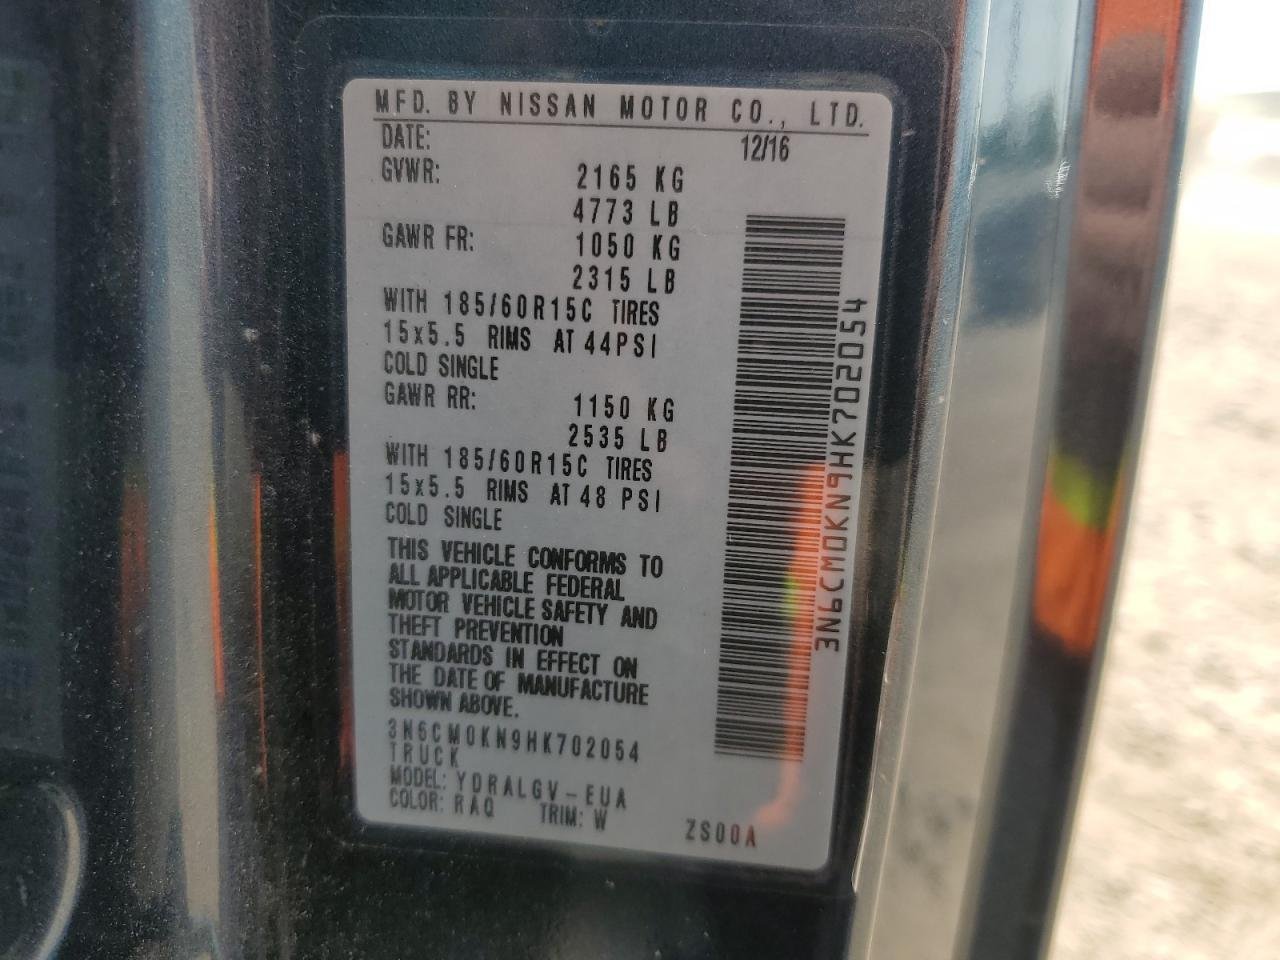 MFD. BY NISSAN MOTOR CO., LTD.
DATE: 12/16
GVWR: 2165 KG
4773 LB
GAWR FR: 1050 KG
2315 LB
WITH 185/60R15C TIRES
15x5.5 RIMS AT 44PSI
COLD SINGLE
GAWR RR: 1150 KG
2535 LB
WITH 185/60R15C TIRES
15x5.5 RIMS AT 48 PSI
COLD SINGLE
THIS VEHICLE CONFORMS TO
ALL APPLICABLE FEDERAL
MOTOR VEHICLE SAFETY AND
THEFT PREVENTION
STANDARDS IN EFFECT ON
THE DATE OF MANUFACTURE
SHOWN ABOVE.
3N6CM0KN9HK702054
TRUCK
MODEL: YDRALGV-EUA
COLOR: RAQ TRIM: W
ZS00A
3N6CM0KN9HK702054